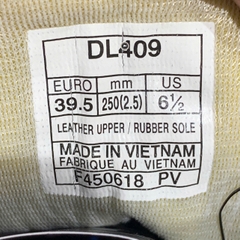 DL409
EURO mm US
39.5 250(2.5) 6½
LEATHER UPPER / RUBBER SOLE
MADE IN VIETNAM
FABRIQUE AU VIETNAM
F450618 PV